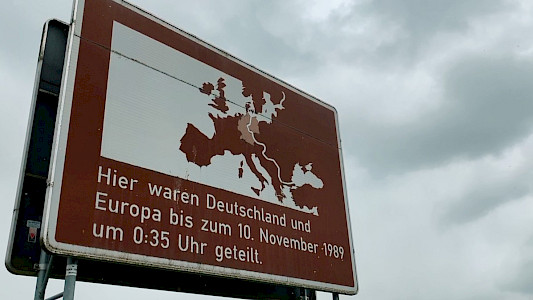 Hier waren Deutschland und
Europa bis zum 10. November 1989
um 0:35 Uhr geteilt.